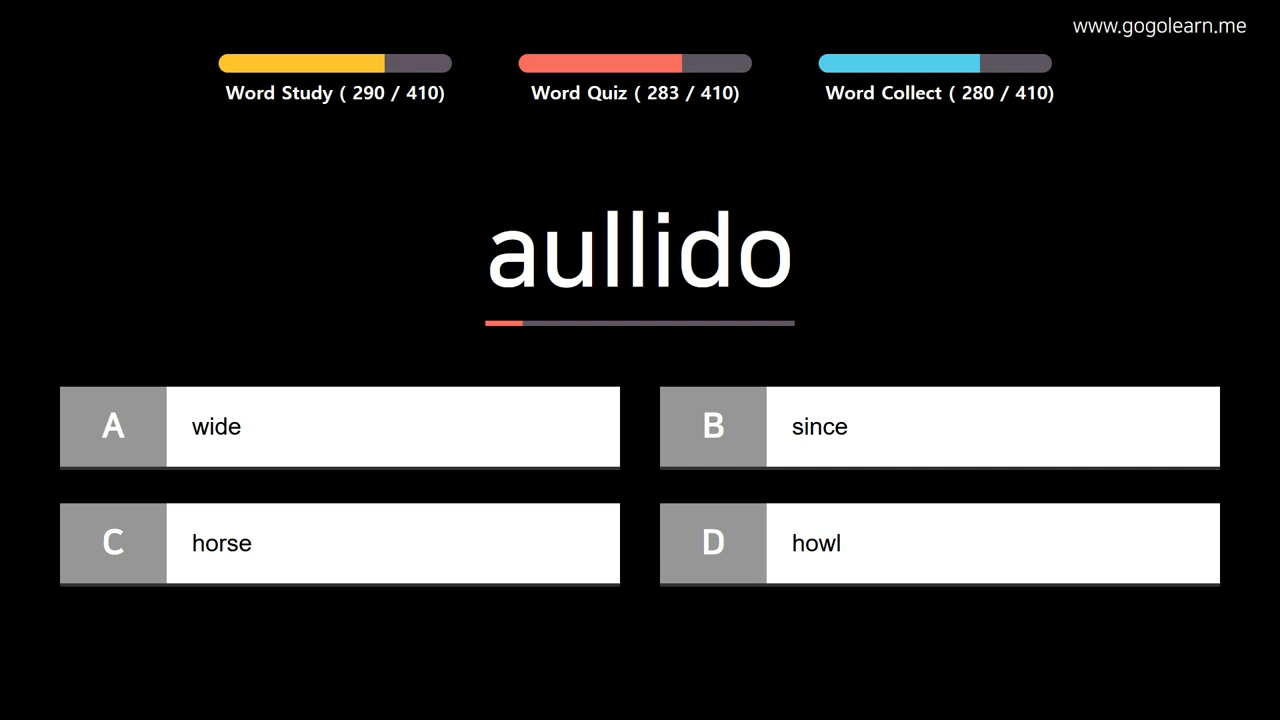 www.gogolearn.me
Word Study ( 290 / 410)
Word Quiz ( 283 / 410)
Word Collect ( 280 / 410)
aullido
A wide
B since
C horse
D howl